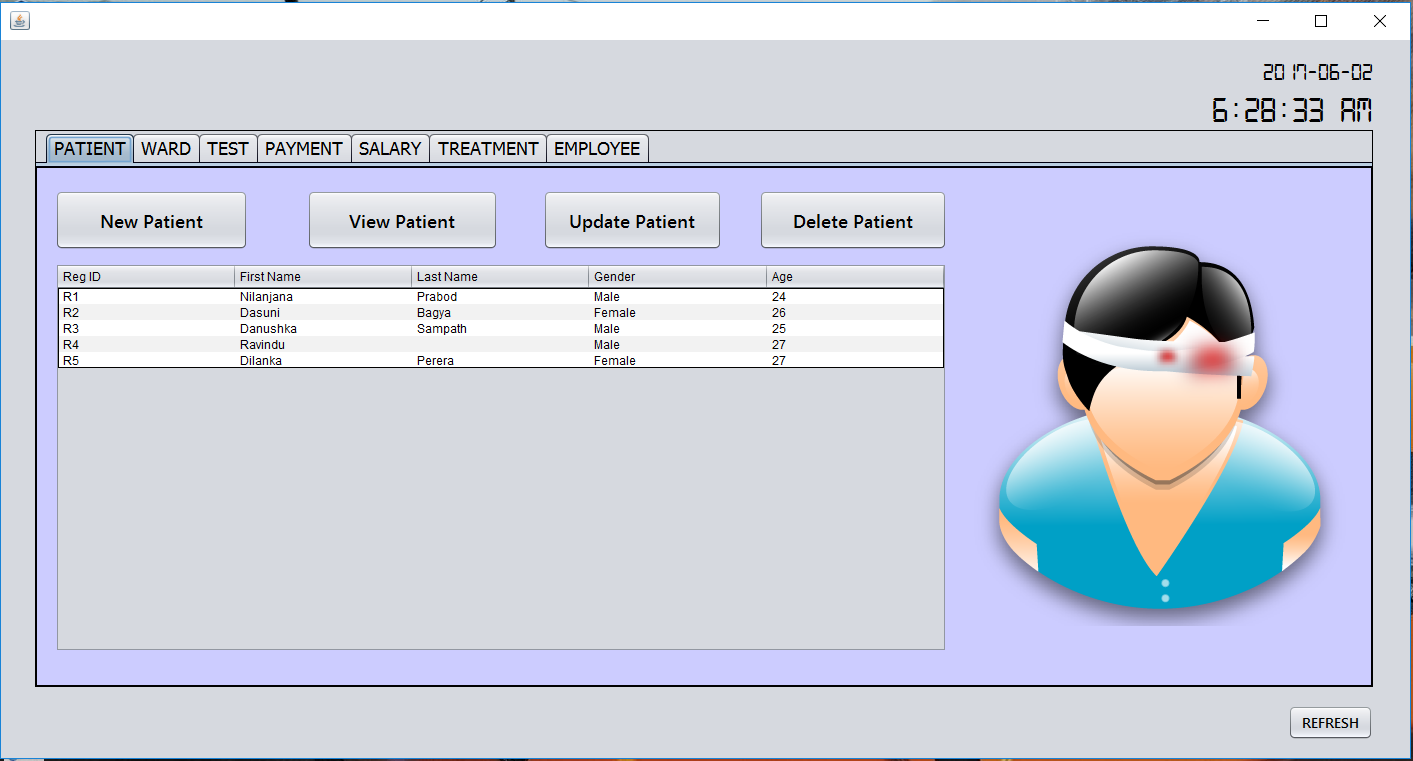 2017-06-02
6:28:33 AM
PATIENT WARD TEST PAYMENT SALARY TREATMENT EMPLOYEE
New Patient View Patient Update Patient Delete Patient
Reg ID First Name Last Name Gender Age
R1 Nilanjana Prabod Male 24
R2 Dasuni Bagya Female 26
R3 Danushka Sampath Male 25
R4 Ravindu Male 27
R5 Dilanka Perera Female 27
REFRESH